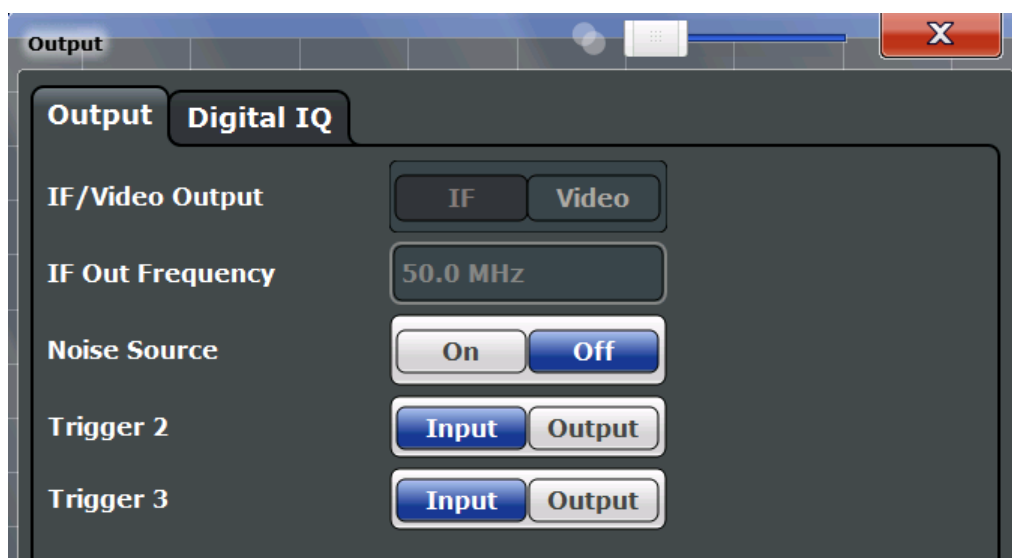 Output
X
Output Digital IQ
IF/Video Output IF Video
IF Out Frequency 50.0 MHz
Noise Source On Off
Trigger 2 Input Output
Trigger 3 Input Output